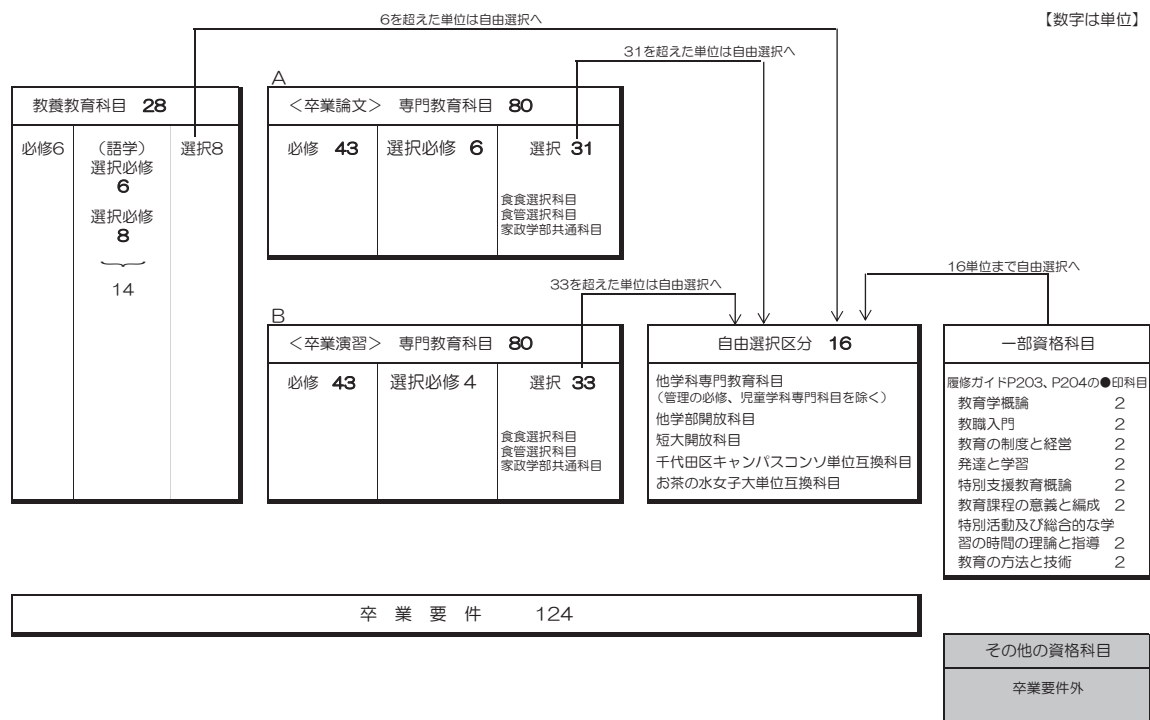 6を超えた単位は自由選択へ
【数字は単位】
31を超えた単位は自由選択へ
教養教育科目 28
必修6
（語学）
選択必修
6
選択必修
8
14
選択8
A
＜卒業論文＞ 専門教育科目 80
必修 43
選択必修 6
選択 31
食食選択科目
食管選択科目
家政学部共通科目
33を超えた単位は自由選択へ
16単位まで自由選択へ
B
＜卒業演習＞ 専門教育科目 80
必修 43
選択必修 4
選択 33
食食選択科目
食管選択科目
家政学部共通科目
自由選択区分 16
他学科専門教育科目
（管理の必修、児童学科専門科目を除く）
他学部開放科目
短大開放科目
千代田区キャンパスコンソ単位互換科目
お茶の水女子大単位互換科目
一部資格科目
履修ガイドP203、P204の●印科目
教育学概論 2
教職入門 2
教育の制度と経営 2
発達と学習 2
特別支援教育概論 2
教育課程の意義と編成 2
特別活動及び総合的な学
習の時間の理論と指導 2
教育の方法と技術 2
卒業要件 124
その他の資格科目
卒業要件外